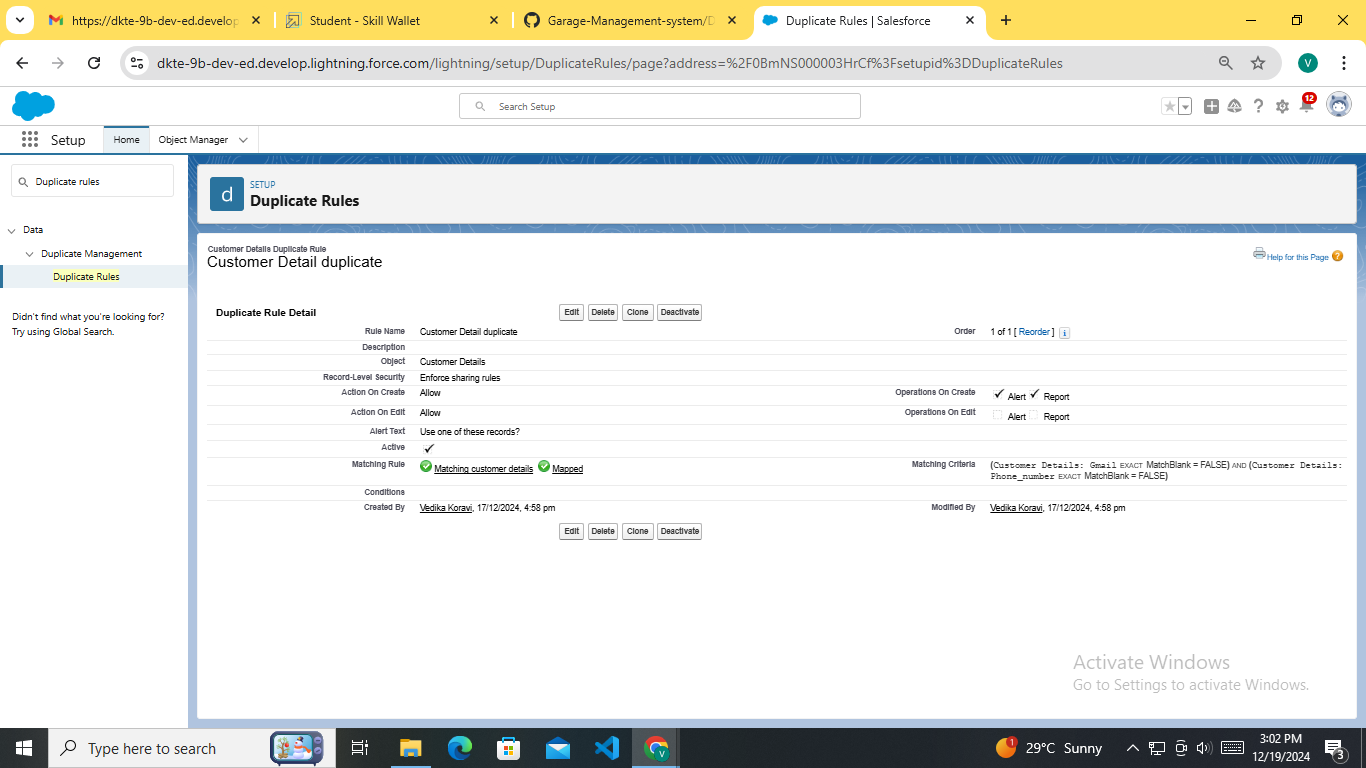 https://dkte-9b-dev-ed.develop
Student - Skill Wallet
Garage-Management-system/D
Duplicate Rules | Salesforce
dkte-9b-dev-ed.develop.lightning.force.com/lightning/setup/DuplicateRules/page?address=%2F0BmNS000003HrCf%3Fsetupid%3DDuplicateRules
V
Search Setup
12
Setup
Home
Object Manager
Duplicate rules
Data
Duplicate Management
Duplicate Rules
Didn't find what you're looking for?
Try using Global Search.
d
SETUP
Duplicate Rules
Customer Details Duplicate Rule
Customer Detail duplicate
Help for this Page
Duplicate Rule Detail
Edit Delete Clone Deactivate
Rule Name Customer Detail duplicate Order 1 of 1 [ Reorder ] i
Description
Object Customer Details
Record-Level Security Enforce sharing rules
Action On Create Allow Operations On Create Alert Report
Action On Edit Allow Operations On Edit Alert Report
Alert Text Use one of these records?
Active
Matching Rule Matching customer details Mapped Matching Criteria (Customer Details: Gmail EXACT MatchBlank = FALSE) AND (Customer Details:
Phone_number EXACT MatchBlank = FALSE)
Conditions
Created By Vedika Koravi, 17/12/2024, 4:58 pm Modified By Vedika Koravi, 17/12/2024, 4:58 pm
Edit Delete Clone Deactivate
Activate Windows
Go to Settings to activate Windows.
Type here to search
V
1
29°C Sunny
3:02 PM
12/19/2024
3